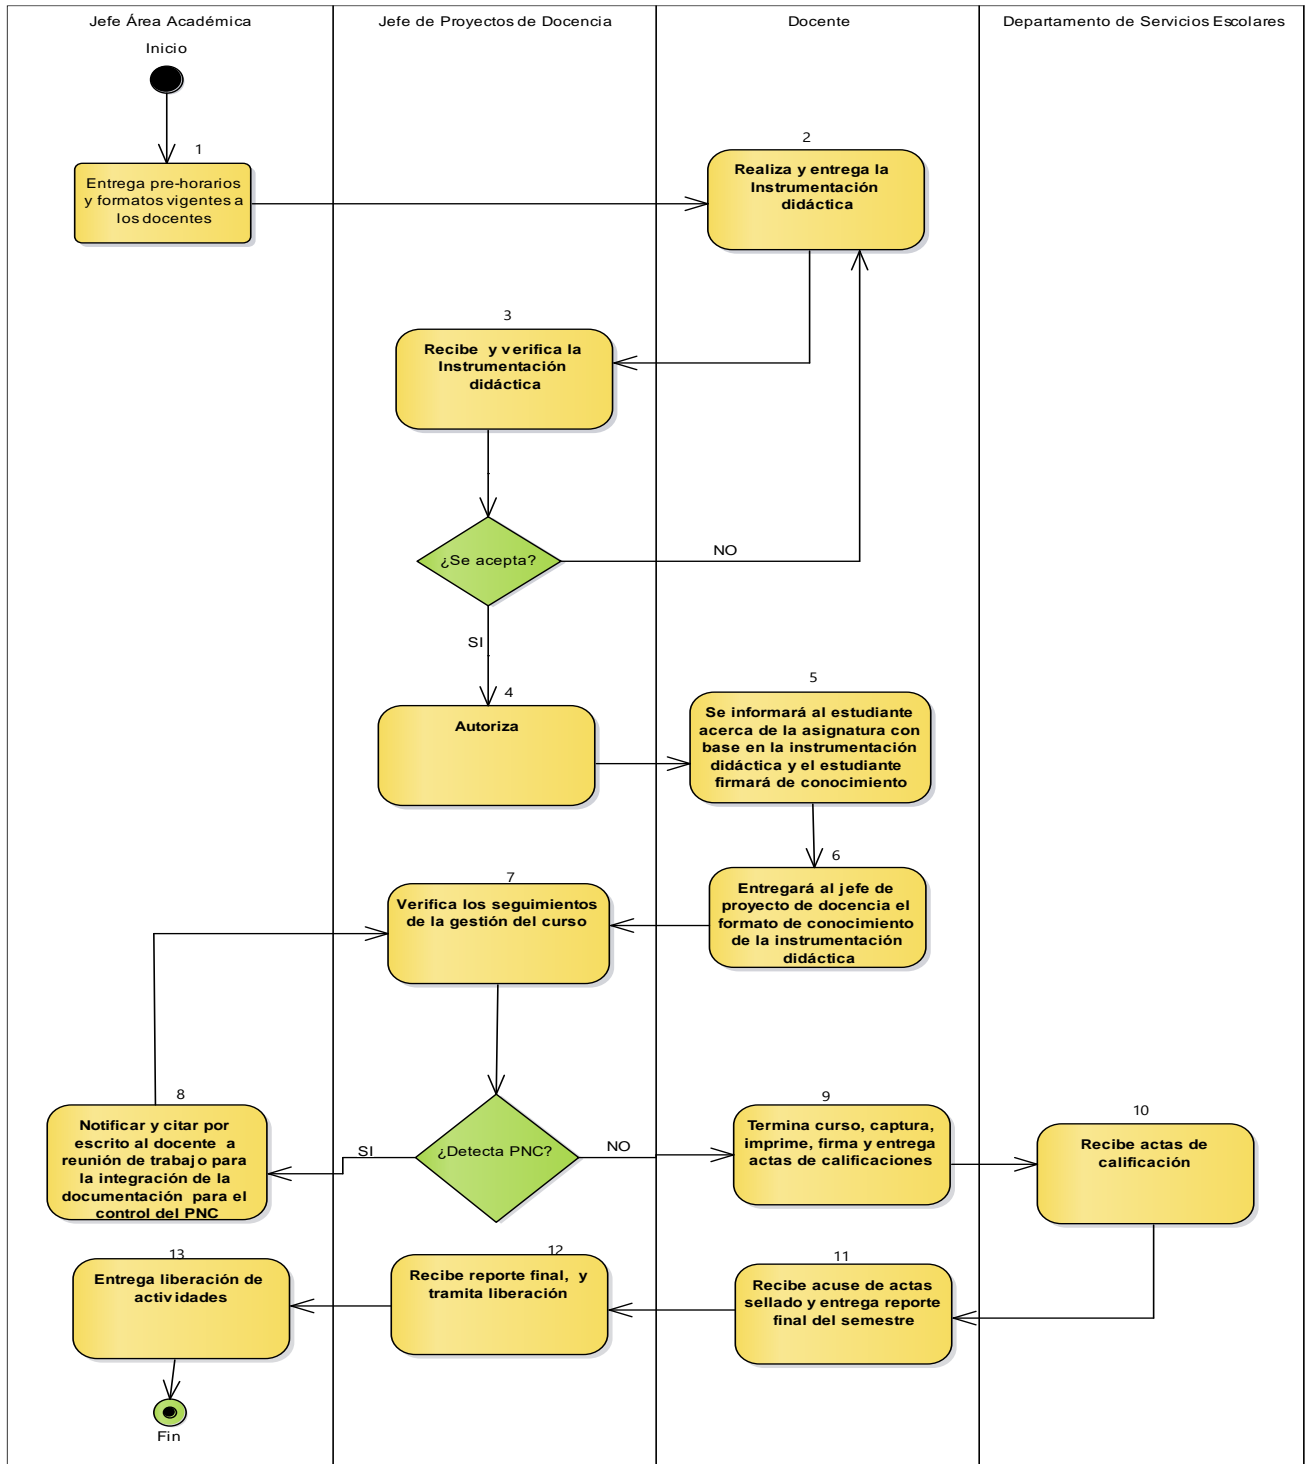 Jefe Área Académica
Jefe de Proyectos de Docencia
Docente
Departamento de Servicios Escolares
Inicio
1
Entrega pre-horarios
y formatos vigentes a
los docentes
2
Realiza y entrega la
Instrumentación
didáctica
3
Recibe y verifica la
Instrumentación
didáctica
¿Se acepta?
NO
SI
4
Autoriza
5
Se informará al estudiante
acerca de la asignatura con
base en la instrumentación
didáctica y el estudiante
firmará de conocimiento
6
Entregará al jefe de
proyecto de docencia el
formato de conocimiento
de la instrumentación
didáctica
7
Verifica los seguimientos
de la gestión del curso
8
Notificar y citar por
escrito al docente a
reunión de trabajo para
la integración de la
documentación para el
control del PNC
SI
¿Detecta PNC?
NO
9
Termina curso, captura,
imprime, firma y entrega
actas de calificaciones
10
Recibe actas de
calificación
11
Recibe acuse de actas
sellado y entrega reporte
final del semestre
12
Recibe reporte final, y
tramita liberación
13
Entrega liberación de
actividades
Fin